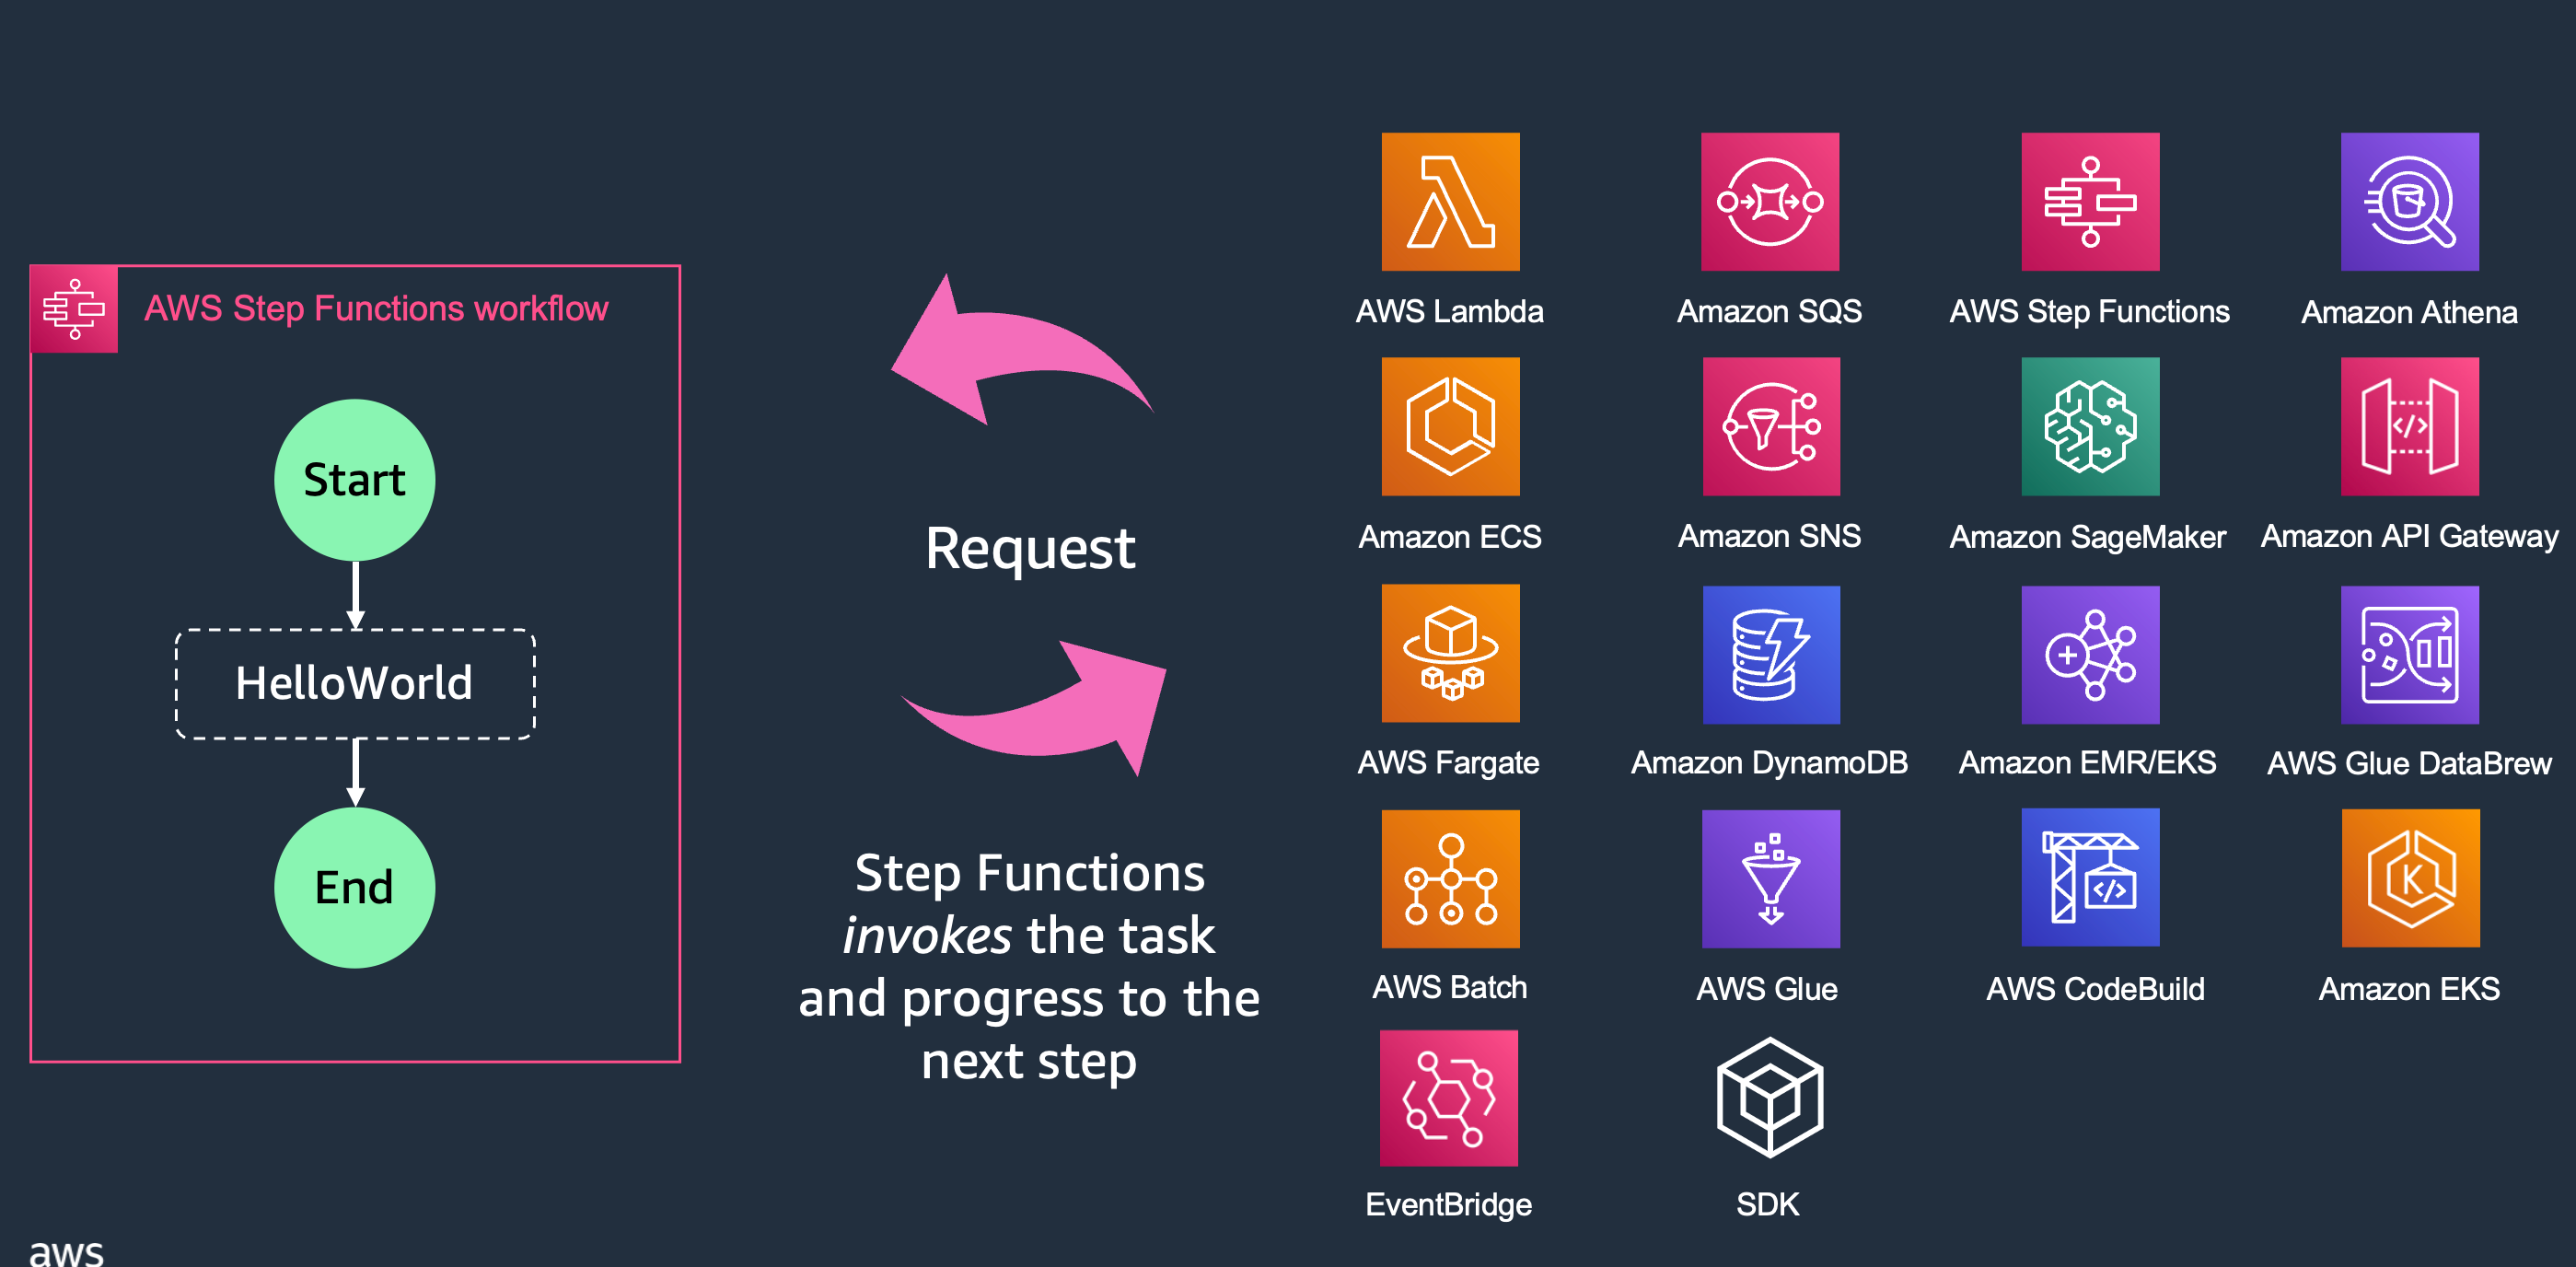 AWS Step Functions workflow
Start
HelloWorld
End
Request
Step Functions
invokes the task
and progress to the
next step
AWS Lambda
Amazon SQS
AWS Step Functions
Amazon Athena
Amazon ECS
Amazon SNS
Amazon SageMaker
Amazon API Gateway
AWS Fargate
Amazon DynamoDB
Amazon EMR/EKS
AWS Glue DataBrew
AWS Batch
AWS Glue
AWS CodeBuild
K
Amazon EKS
EventBridge
SDK
aws